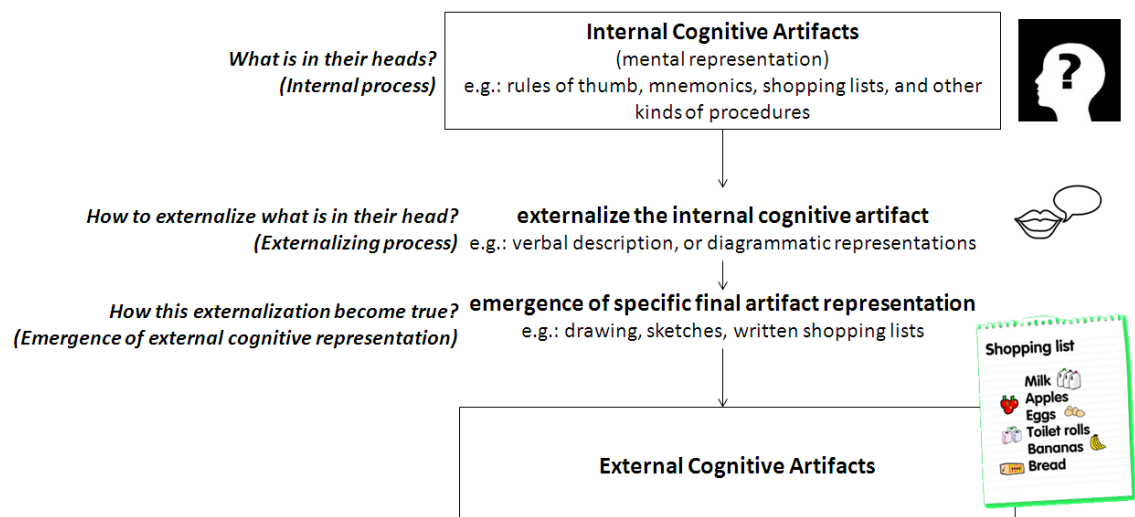 What is in their heads?
(Internal process)
Internal Cognitive Artifacts
(mental representation)
e.g.: rules of thumb, mnemonics, shopping lists, and other
kinds of procedures
?
How to externalize what is in their head?
(Externalizing process)
externalize the internal cognitive artifact
e.g.: verbal description, or diagrammatic representations
How this externalization become true?
(Emergence of external cognitive representation)
emergence of specific final artifact representation
e.g.: drawing, sketches, written shopping lists
Shopping list
Milk
Apples
Eggs
Toilet rolls
Bananas
Bread
External Cognitive Artifacts